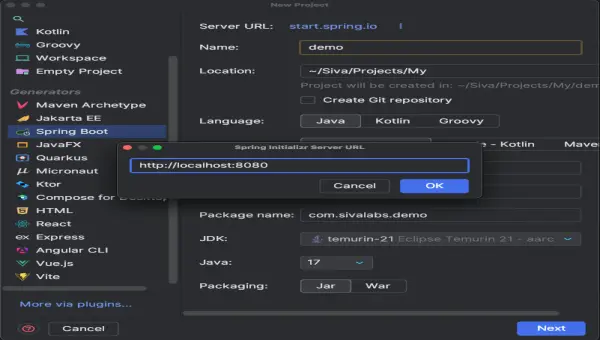 New Project
Kotlin
Groovy
Workspace
Empty Project
Generators
Maven Archetype
Jakarta EE
Spring Boot
JavaFX
Quarkus
Micronaut
Ktor
Compose for Desktop
HTML
React
Express
Angular CLI
Vue.js
Vite
More via plugins...
? Cancel
Server URL: start.spring.io
Name: demo
Location: ~/Siva/Projects/My
Project will be created in: ~/Siva/Projects/My/dem
Create Git repository
Language: Java Kotlin Groovy
- Kotlin Maven
Spring Initializr Server URL
http://localhost:8080
Cancel OK
Package name: com.sivalabs.demo
JDK: temurin-21 Eclipse Temurin 21 - aarc
Java: 17
Packaging: Jar War
Next